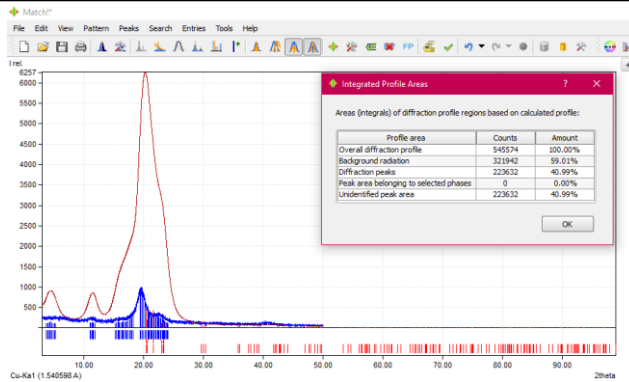 Match!*
File Edit View Pattern Peaks Search Entries Tools Help
FP
I rel.
6257
6000
5500
5000
4500
4000
3500
3000
2500
2000
1500
1000
500
Integrated Profile Areas ? ×
Areas (integrals) of diffraction profile regions based on calculated profile:
Profile area Counts Amount
Overall diffraction profile 545574 100.00%
Background radiation 321942 59.01%
Diffraction peaks 223632 40.99%
Peak area belonging to selected phases 0 0.00%
Unidentified peak area 223632 40.99%
OK
10.00 20.00 30.00 40.00 50.00 60.00 70.00 80.00 90.00
Cu-Ka1 (1.540598 A) 2theta